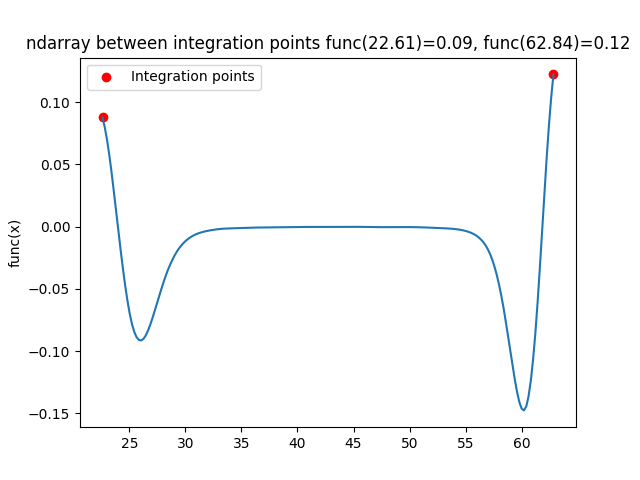 ndarray between integration points func(22.61)=0.09, func(62.84)=0.12
Integration points
func(x)
0.10
0.05
0.00
−0.05
−0.10
−0.15
25 30 35 40 45 50 55 60